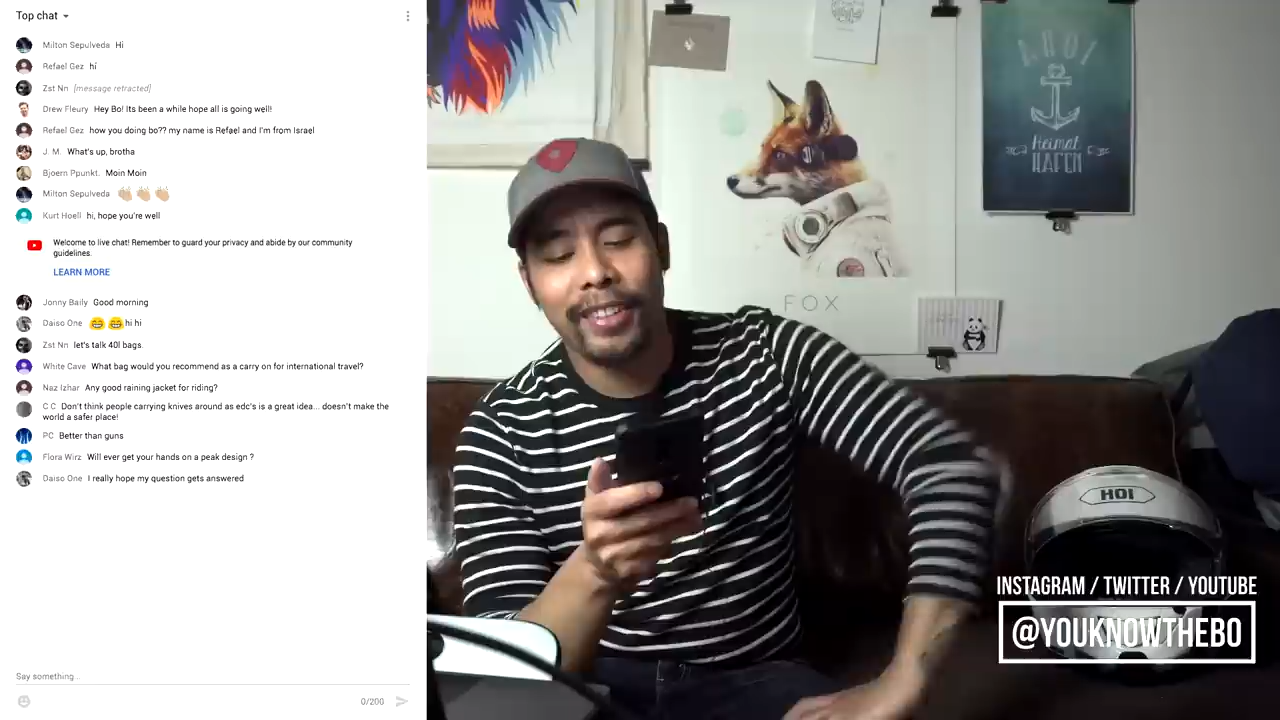 Top chat
Milton Sepulveda Hi
Refael Gez hi
Zst Nn [message retracted]
Drew Fleury Hey Bo! Its been a while hope all is going well!
Refael Gez how you doing bo?? my name is Refael and I'm from Israel
J. M. What's up, brotha
Bjoern Ppunkt. Moin Moin
Milton Sepulveda 👏🏼👏🏼👏🏼
Kurt Hoell hi, hope you're well
Welcome to live chat! Remember to guard your privacy and abide by our community
guidelines.
LEARN MORE
Jonny Baily Good morning
Daiso One 😁😁hi hi
Zst Nn let's talk 40l bags.
White Cave What bag would you recommend as a carry on for international travel?
Naz Izhar Any good raining jacket for riding?
C C Don't think people carrying knives around as edc's is a great idea... doesn't make the
world a safer place!
PC Better than guns
Flora Wirz Will ever get your hands on a peak design ?
Daiso One I really hope my question gets answered
Say something...
0/200
AHOI
Heimat
HAFEN
FOX
HOI
INSTAGRAM / TWITTER / YOUTUBE
@YOUKNOWTHEBO